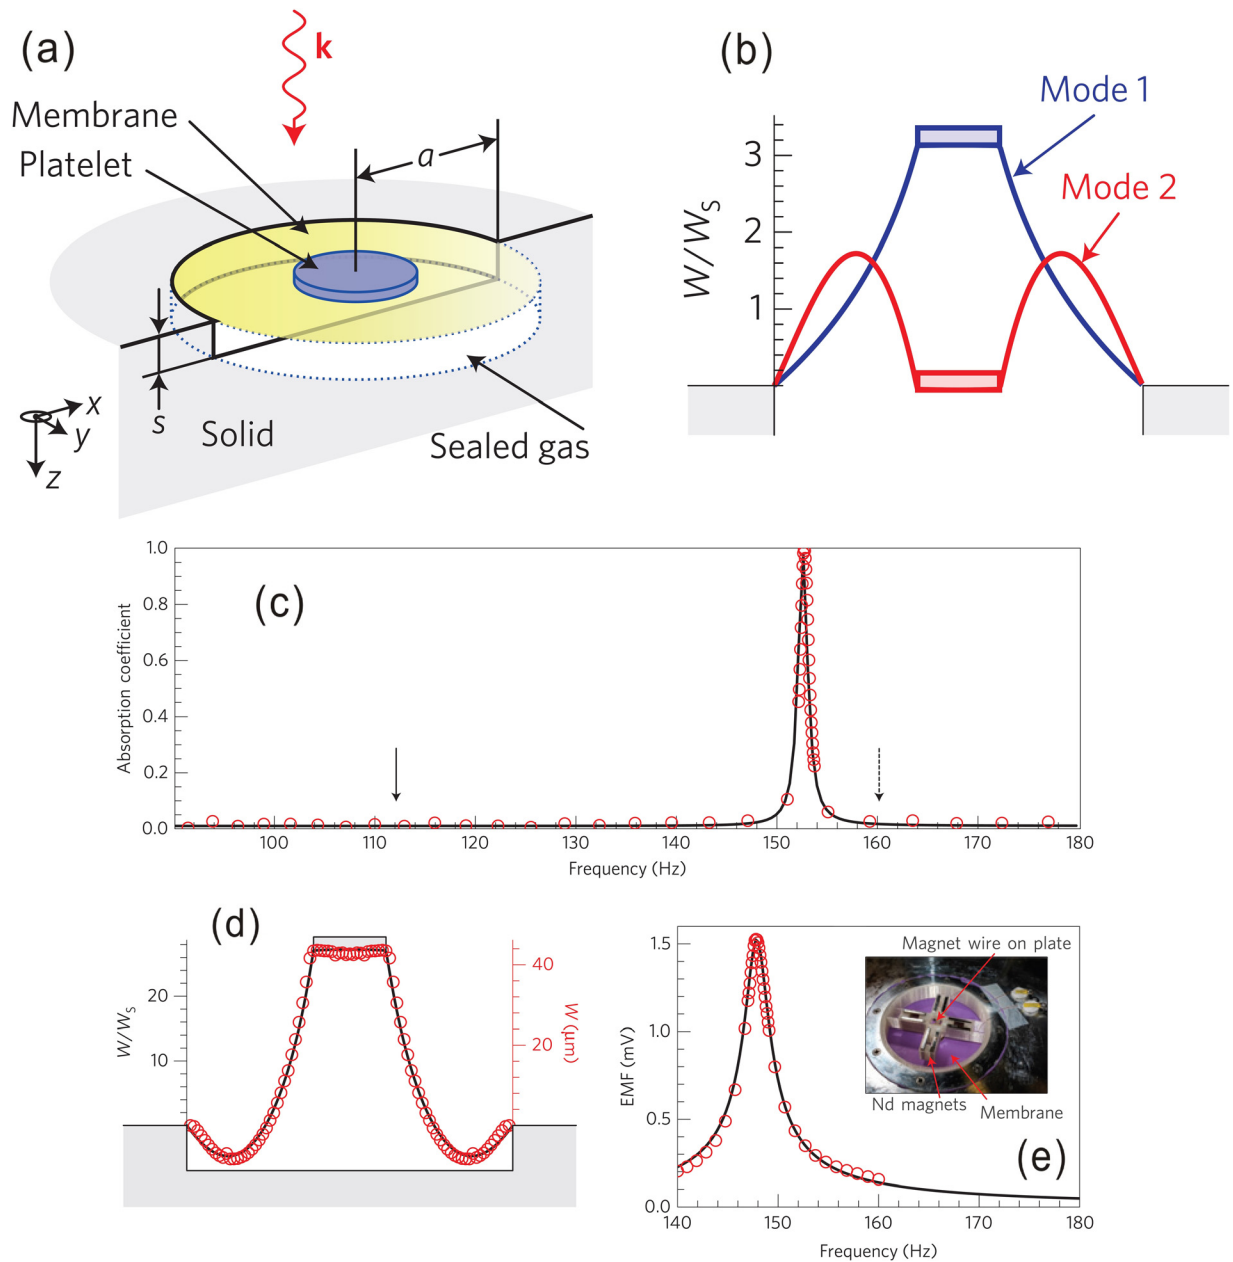 (a)
k
Membrane
Platelet
a
s
x
y
z
Solid
Sealed gas
(b)
Mode 1
Mode 2
W/W_S
3
2
1
(c)
Absorption coefficient
1.0
0.8
0.6
0.4
0.2
0.0
100
110
120
130
140
150
160
170
180
Frequency (Hz)
(d)
W/W_S
20
10
40
20
W (μm)
(e)
EMF (mV)
1.5
1.0
0.5
0.0
Magnet wire on plate
Nd magnets
Membrane
140
150
160
170
180
Frequency (Hz)